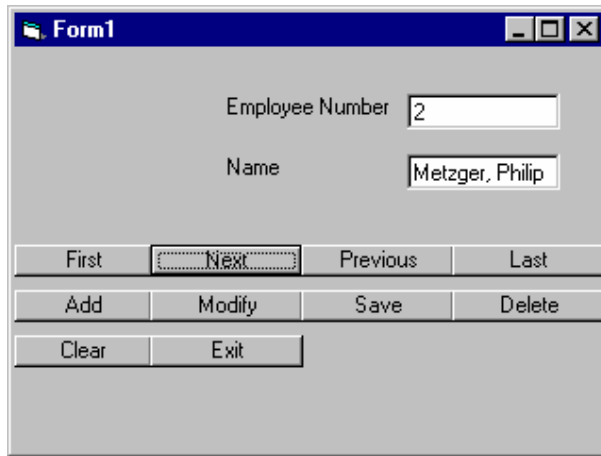 Form1
Employee Number 2
Name Metzger, Philip
First Next Previous Last
Add Modify Save Delete
Clear Exit